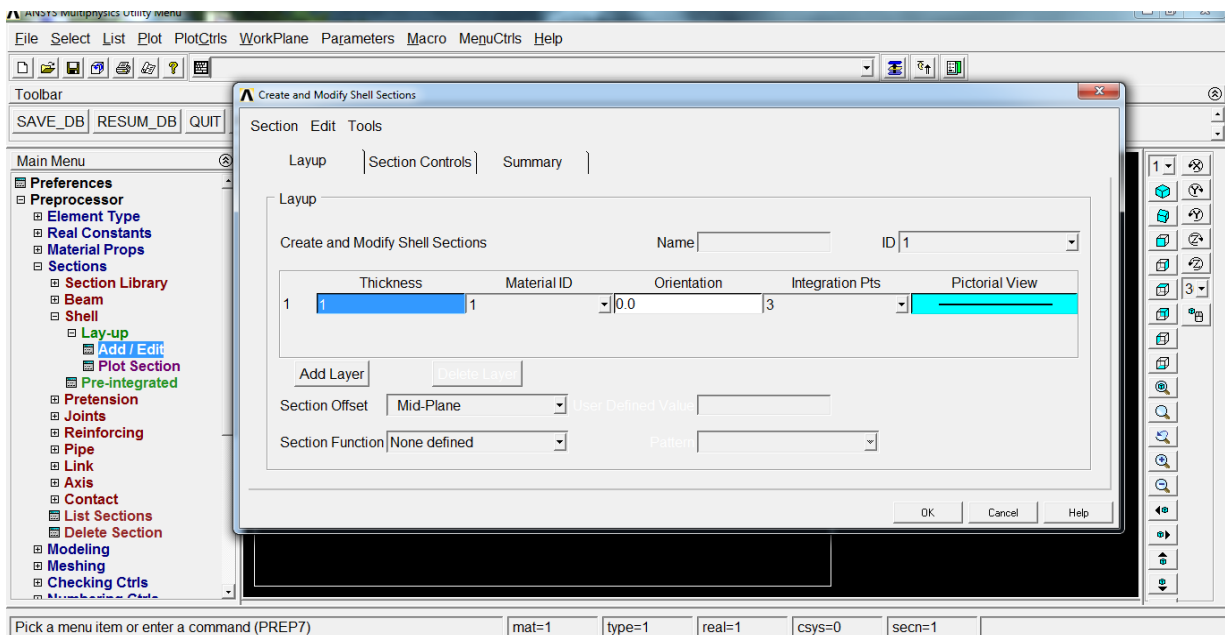 ANSYS Multiphysics Utility Menu
File Select List Plot PlotCtrls WorkPlane Parameters Macro MenuCtrls Help
Toolbar
SAVE_DB RESUM_DB QUIT
Main Menu
Preferences
Preprocessor
Element Type
Real Constants
Material Props
Sections
Section Library
Beam
Shell
Lay-up
Add / Edit
Plot Section
Pre-integrated
Pretension
Joints
Reinforcing
Pipe
Link
Axis
Contact
List Sections
Delete Section
Modeling
Meshing
Checking Ctrls
Numbering Ctrls
Create and Modify Shell Sections
Section Edit Tools
Layup Section Controls Summary
Layup
Create and Modify Shell Sections Name ID 1
Thickness Material ID Orientation Integration Pts Pictorial View
1 1 1 0.0 3
Add Layer Delete Layer
Section Offset Mid-Plane User Defined Value
Section Function None defined Pattern
OK Cancel Help
1
3
Pick a menu item or enter a command (PREP7) mat=1 type=1 real=1 csys=0 secn=1